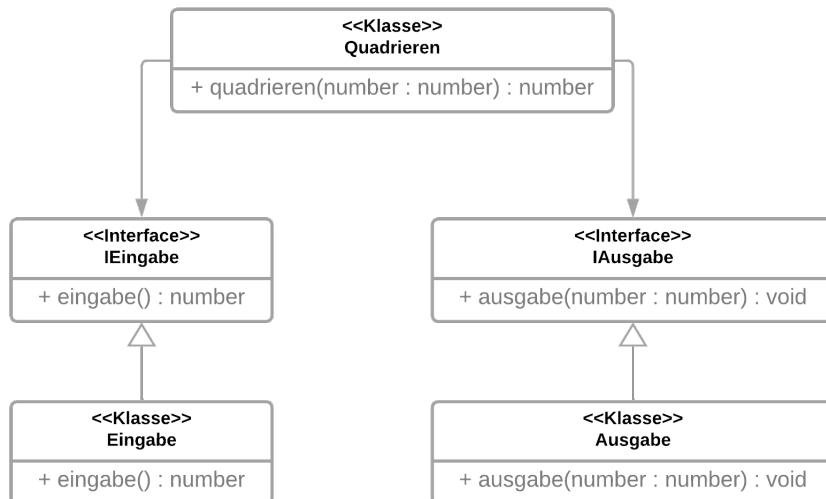 <<Klasse>>
Quadrieren
+ quadrieren(number : number) : number
<<Interface>>
IEingabe
+ eingabe() : number
<<Interface>>
IAusgabe
+ ausgabe(number : number) : void
<<Klasse>>
Eingabe
+ eingabe() : number
<<Klasse>>
Ausgabe
+ ausgabe(number : number) : void